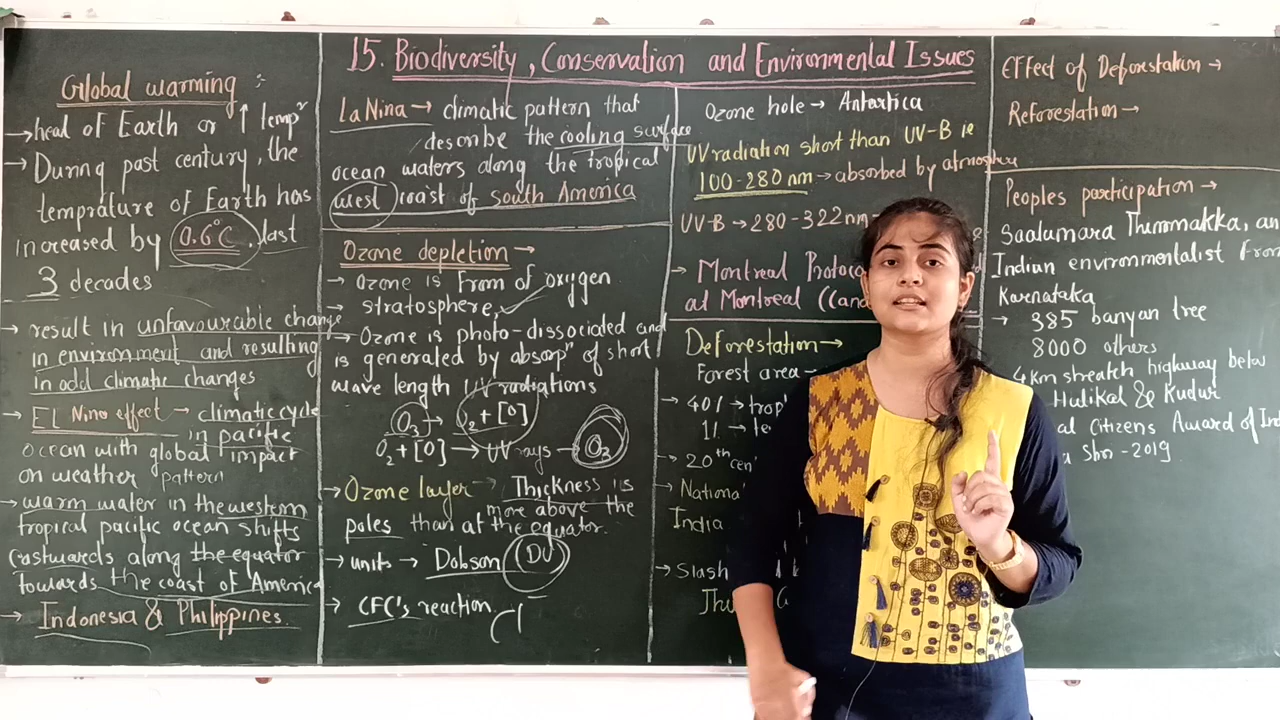 15. Biodiversity, Conservation and Environmental Issues
Global warming :
→ heat of Earth or ↑ tempʳ
→ During past century, the
temprature of Earth has
increased by 0.6°C, last
3 decades
→ result in unfavourable change
in environment and resulting
in odd climatic changes
→ EL Nino effect → climatic cycle
in pacific
ocean with global impact
on weather pattern
→ warm water in the western
tropical pacific ocean shifts
eastwards along the equator
towards the coast of America
→ Indonesia & Philippines.
La Nina → climatic pattern that
describe the cooling surface
ocean waters along the tropical
west coast of South America
Ozone depletion →
→ Ozone is From of oxygen
→ stratosphere,
→ Ozone is photo-dissociated and
is generated by absorpⁿ of short
wave length UV radiations
O₃ → O₂ + [O]
O₂ + [O] → UV rays → O₃
→ Ozone layer → Thickness is
more above the
poles than at the equator.
→ units → Dobson (DU)
→ CFC's reaction
Ozone hole → Antartica
UV radiation short than UV-B ie
100-280 nm → absorbed by atmosphere
UV-B → 280-322nm
→ Montreal Protoco
at Montreal
Deforestation →
Forest area →
→ 40% → trop
1% → te
→ 20th cen
→ Nationa
India
→ Slash
Effect of Deforestation →
Reforestation →
Peoples participation →
Saalumara Thimmakka, an
Indian environmentalist from
Karnataka
→ 385 banyan tree
8000 others
4 km streatch highway betw
Hulikal & Kudur
al Citizens Award of Ind
Shri - 2019